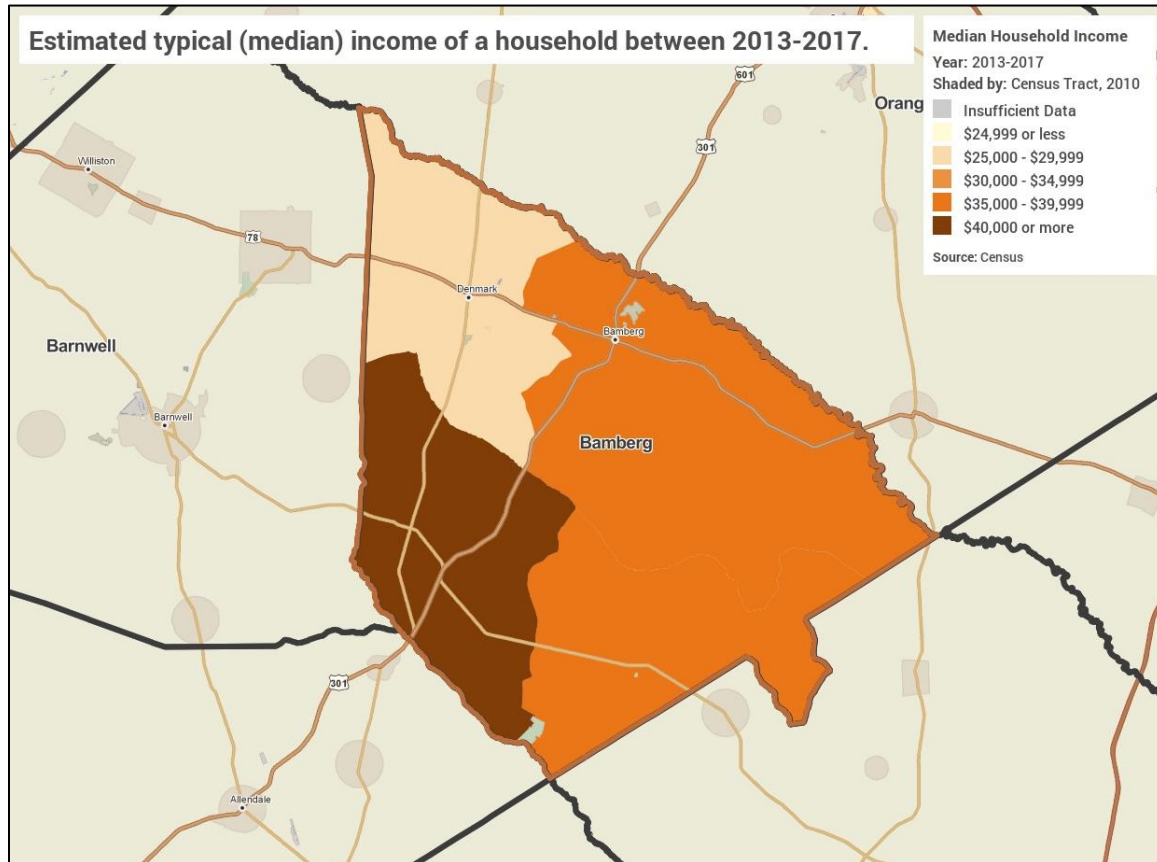 Estimated typical (median) income of a household between 2013-2017.
Median Household Income
Year: 2013-2017
Shaded by: Census Tract, 2010
Insufficient Data
$24,999 or less
$25,000 - $29,999
$30,000 - $34,999
$35,000 - $39,999
$40,000 or more
Source: Census
601
Orang
301
Williston
78
Denmark
Bamberg
Barnwell
Barnwell
Bamberg
301
Allendale